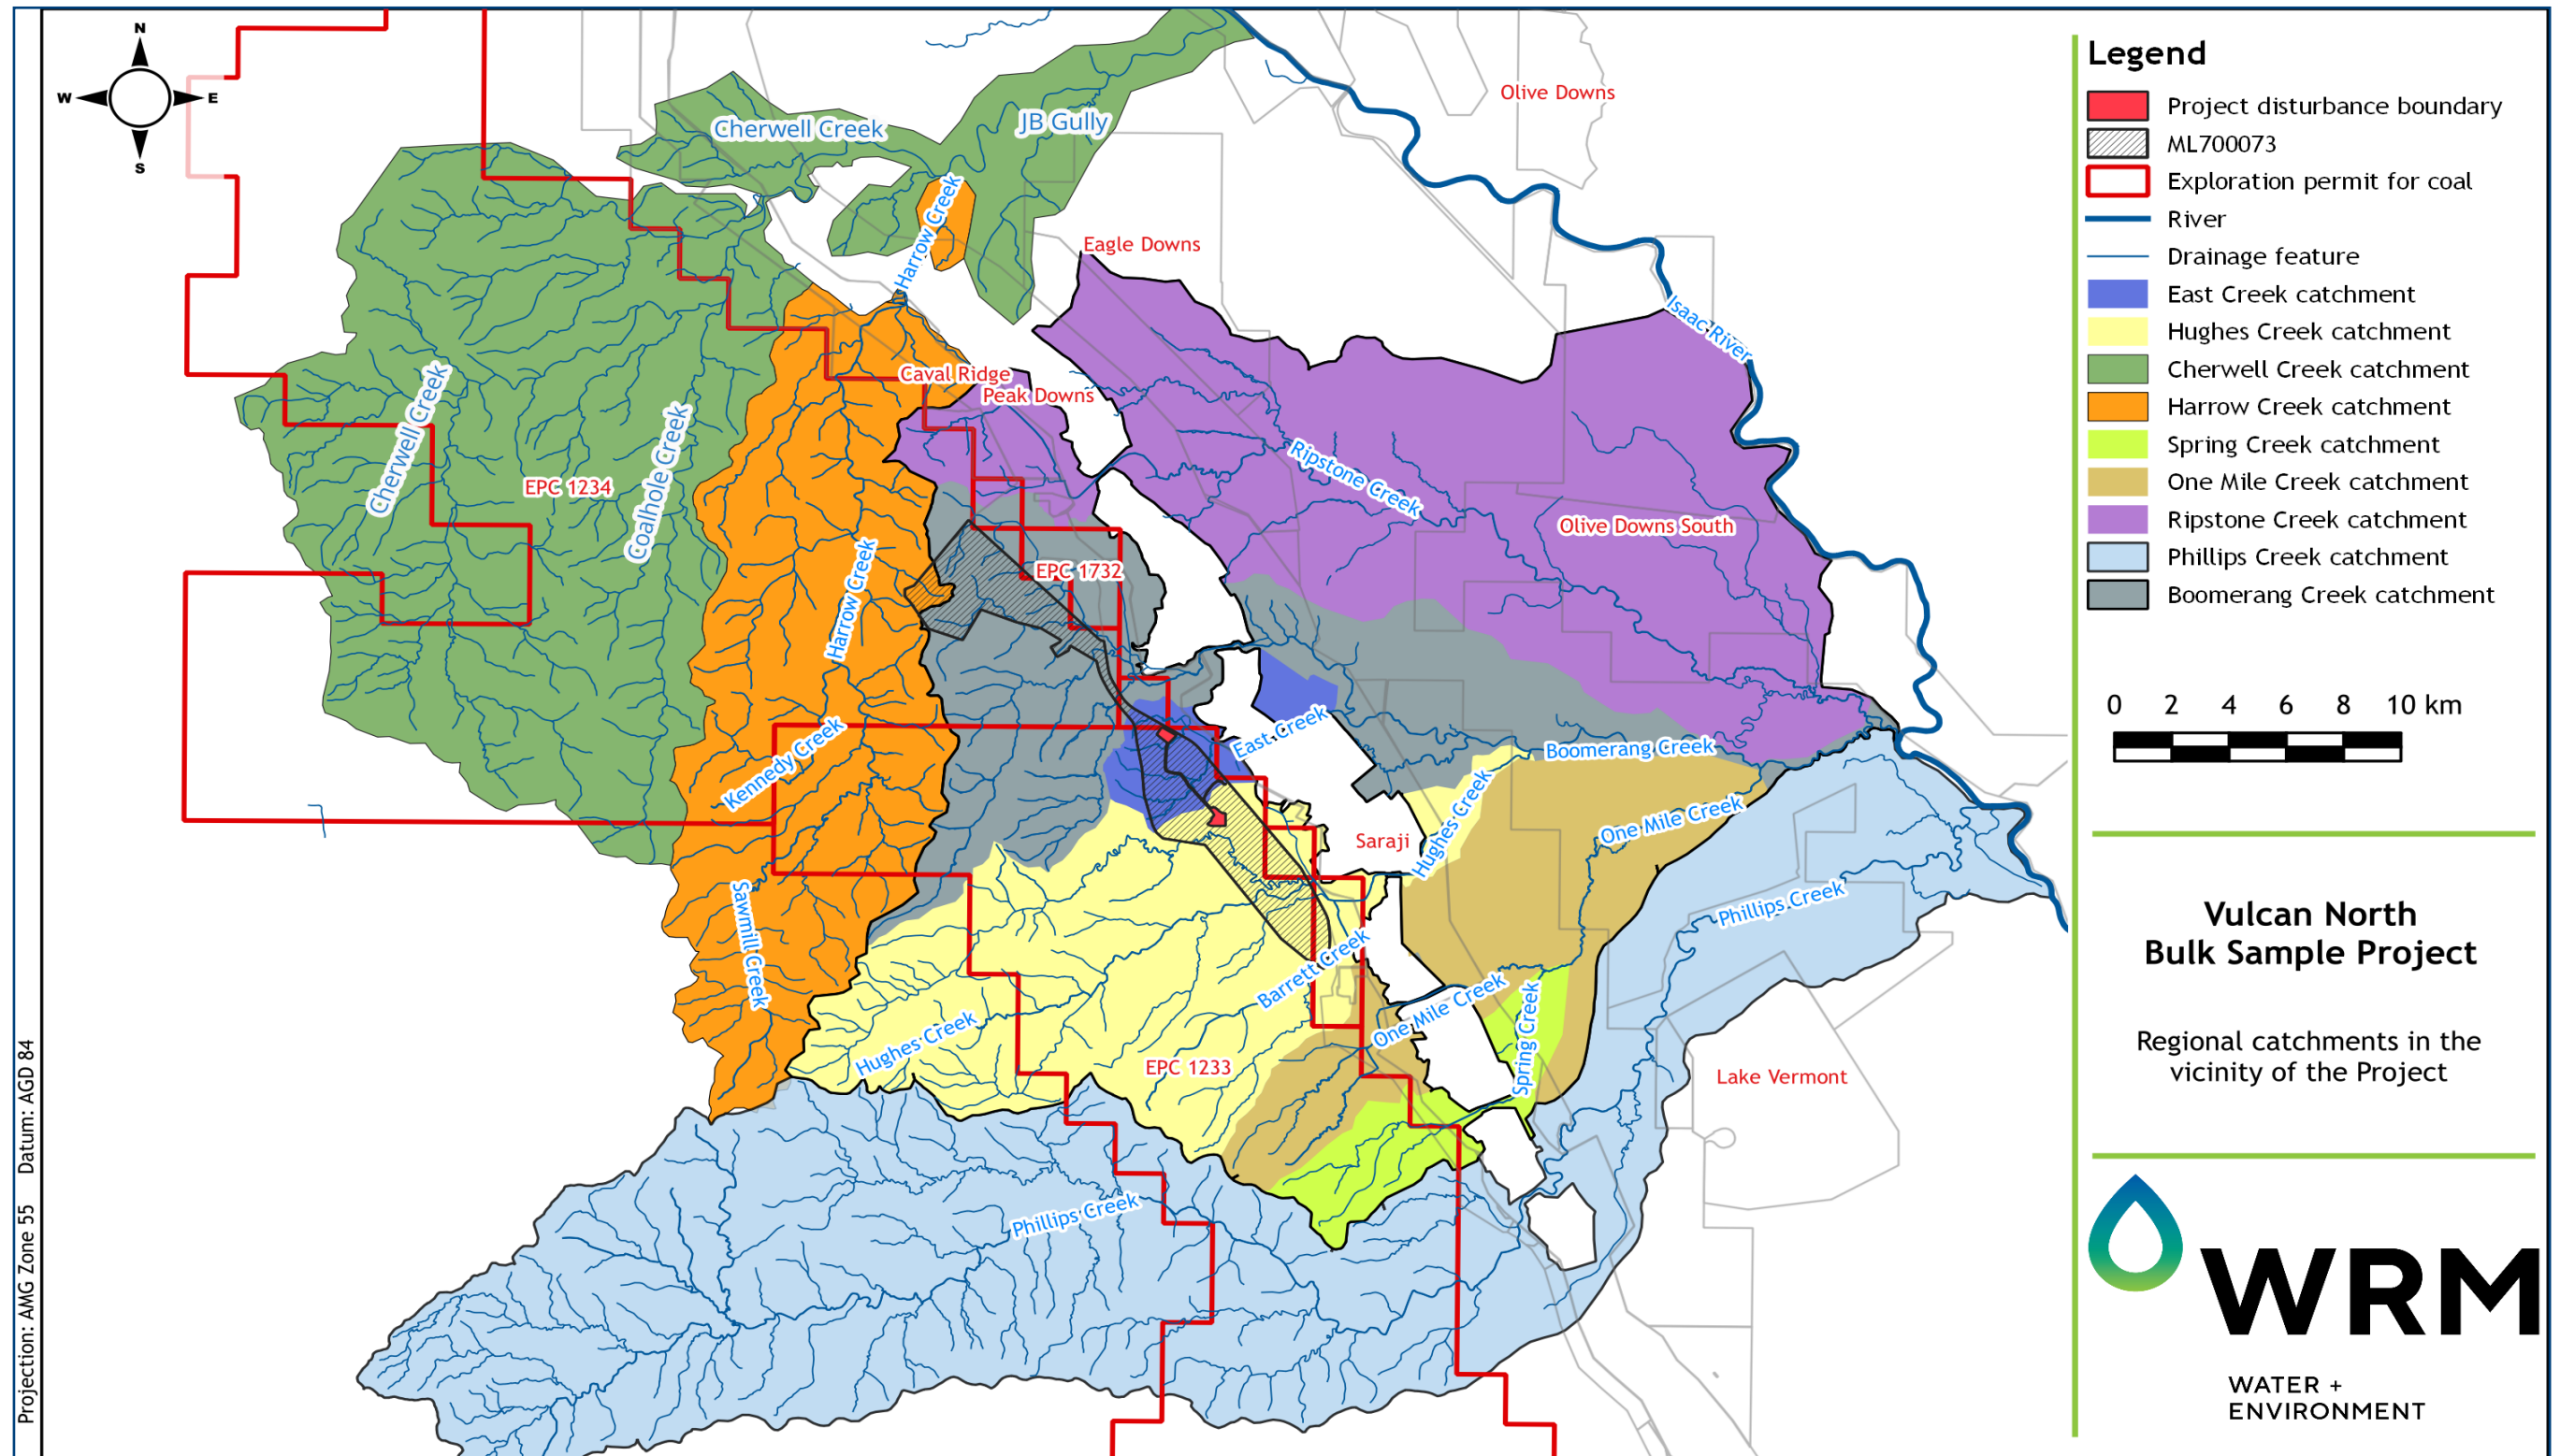 N
W
E
S
Cherwell Creek
JB Gully
Olive Downs
Harrow Creek
Eagle Downs
Isaac River
Caval Ridge
Peak Downs
Cherwell Creek
Coalhole Creek
EPC 1234
Ripstone Creek
Olive Downs South
Harrow Creek
EPC 1732
Kennedy Creek
East Creek
Boomerang Creek
Hughes Creek
One Mile Creek
Saraji
Sawmill Creek
Phillips Creek
Barrett Creek
One Mile Creek
Spring Creek
Hughes Creek
EPC 1233
Lake Vermont
Phillips Creek
Projection: AMG Zone 55 Datum: AGD 84
Legend
Project disturbance boundary
ML700073
Exploration permit for coal
River
Drainage feature
East Creek catchment
Hughes Creek catchment
Cherwell Creek catchment
Harrow Creek catchment
Spring Creek catchment
One Mile Creek catchment
Ripstone Creek catchment
Phillips Creek catchment
Boomerang Creek catchment
0 2 4 6 8 10 km
Vulcan North
Bulk Sample Project
Regional catchments in the
vicinity of the Project
WRM
WATER +
ENVIRONMENT